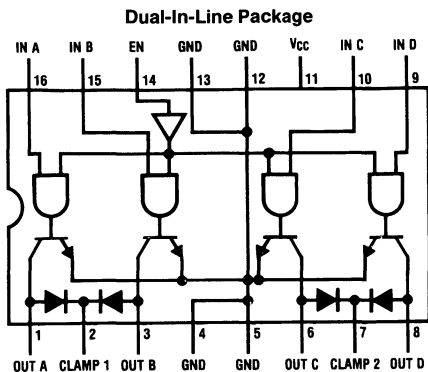 Dual-In-Line Package
IN A IN B EN GND GND VCC IN C IN D
16 15 14 13 12 11 10 9
1 2 3 4 5 6 7 8
OUT A CLAMP 1 OUT B GND GND OUT C CLAMP 2 OUT D